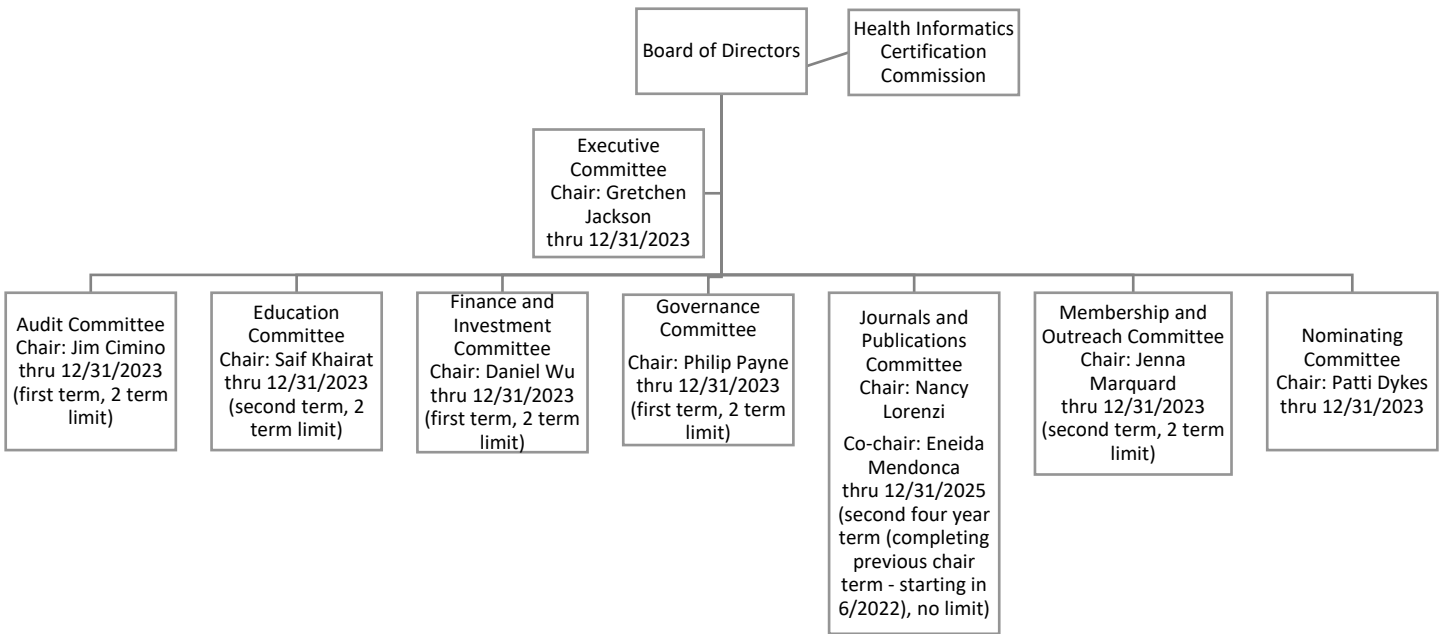 Board of Directors
Health Informatics
Certification
Commission
Executive
Committee
Chair: Gretchen
Jackson
thru 12/31/2023
Audit Committee
Chair: Jim Cimino
thru 12/31/2023
(first term, 2 term
limit)
Education
Committee
Chair: Saif Khairat
thru 12/31/2023
(second term, 2
term limit)
Finance and
Investment
Committee
Chair: Daniel Wu
thru 12/31/2023
(first term, 2 term
limit)
Governance
Committee
Chair: Philip Payne
thru 12/31/2023
(first term, 2 term
limit)
Journals and
Publications
Committee
Chair: Nancy
Lorenzi
Co-chair: Eneida
Mendonca
thru 12/31/2025
(second four year
term (completing
previous chair
term - starting in
6/2022), no limit)
Membership and
Outreach Committee
Chair: Jenna
Marquard
thru 12/31/2023
(second term, 2 term
limit)
Nominating
Committee
Chair: Patti Dykes
thru 12/31/2023